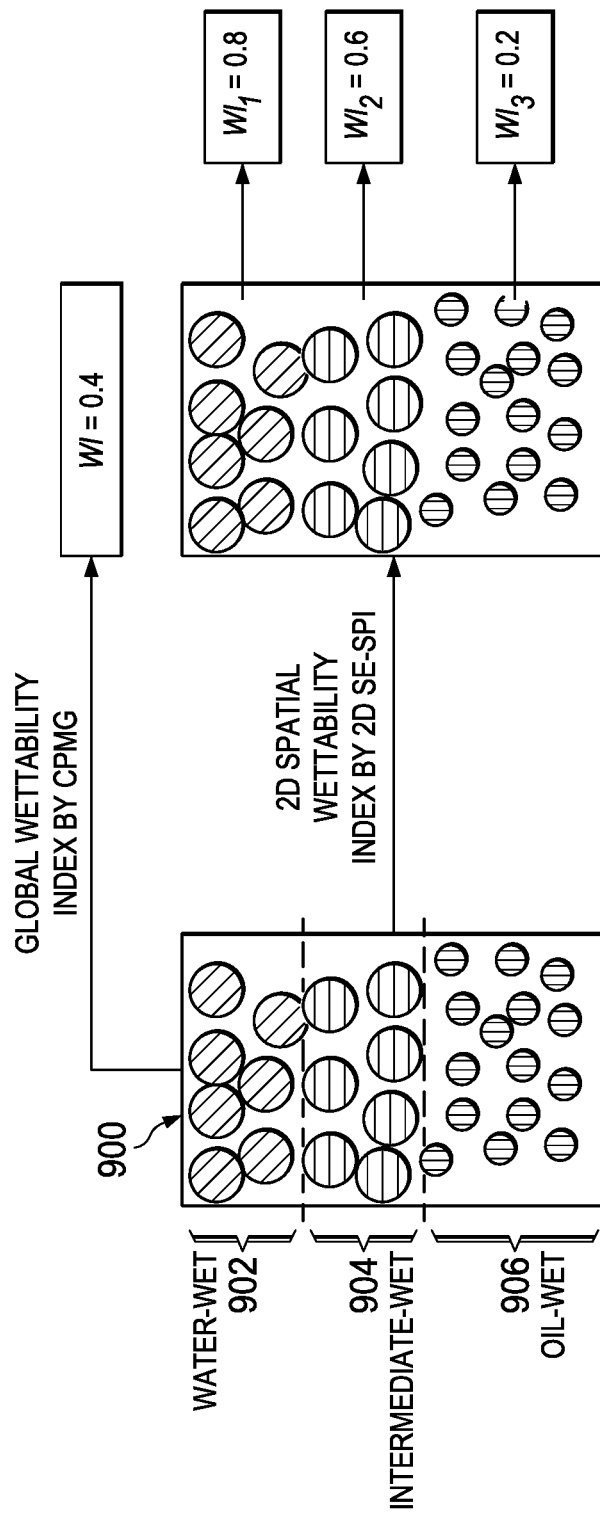 GLOBAL WETTABILITY
INDEX BY CPMG
WI = 0.4
900
WATER-WET
902
904
INTERMEDIATE-WET
906
OIL-WET
2D SPATIAL
WETTABILITY
INDEX BY 2D SE-SPI
WI1 = 0.8
WI2 = 0.6
WI3 = 0.2